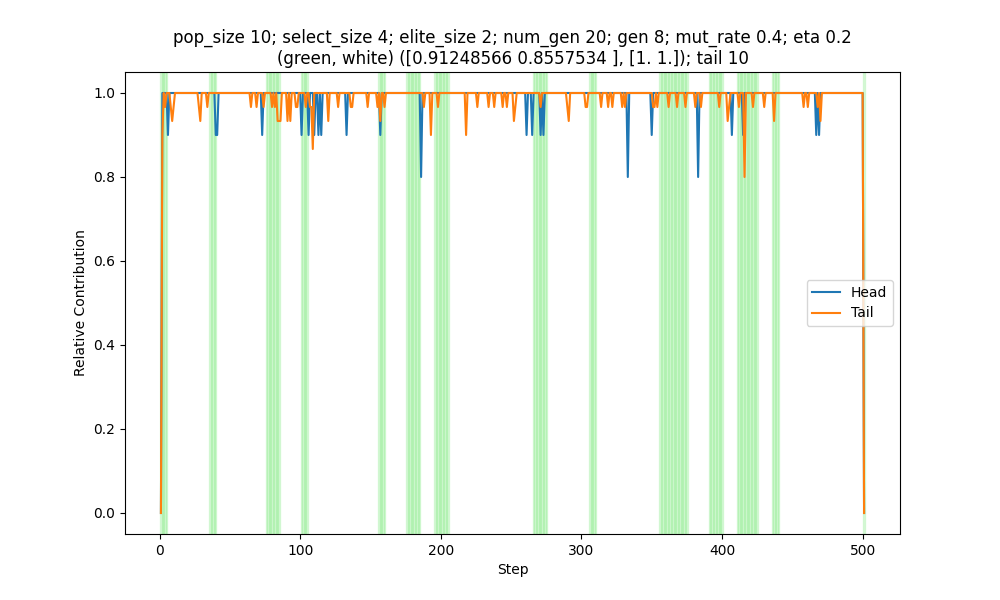 pop_size 10; select_size 4; elite_size 2; num_gen 20; gen 8; mut_rate 0.4; eta 0.2
(green, white) ([0.91248566 0.8557534 ], [1. 1.]); tail 10
1.0
0.8
0.6
0.4
0.2
0.0
Relative Contribution
Head
Tail
0
100
200
300
400
500
Step